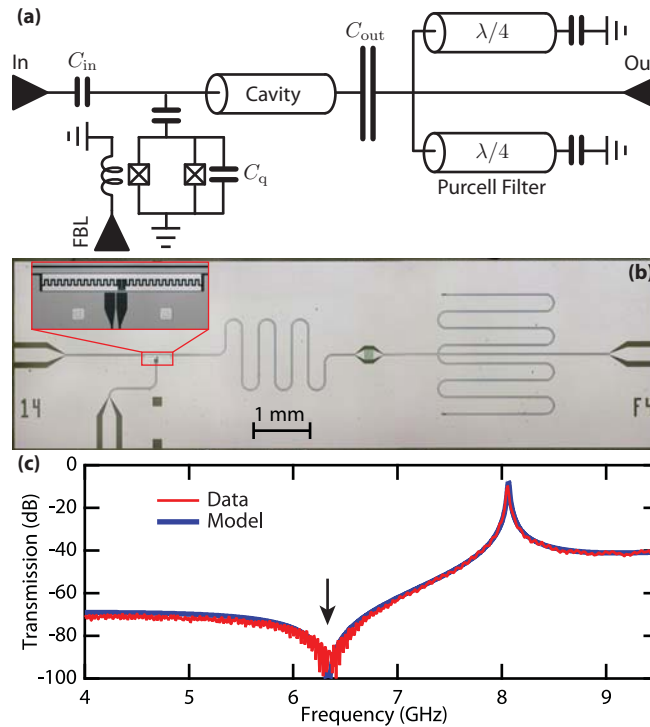 (a)
In
C_in
C_out
Cavity
λ/4
Ou
λ/4
Purcell Filter
C_q
FBL
(b)
14
1 mm
F4
(c)
0
-20
-40
-60
-80
-100
Transmission (dB)
Data
Model
4
5
6
7
8
9
Frequency (GHz)